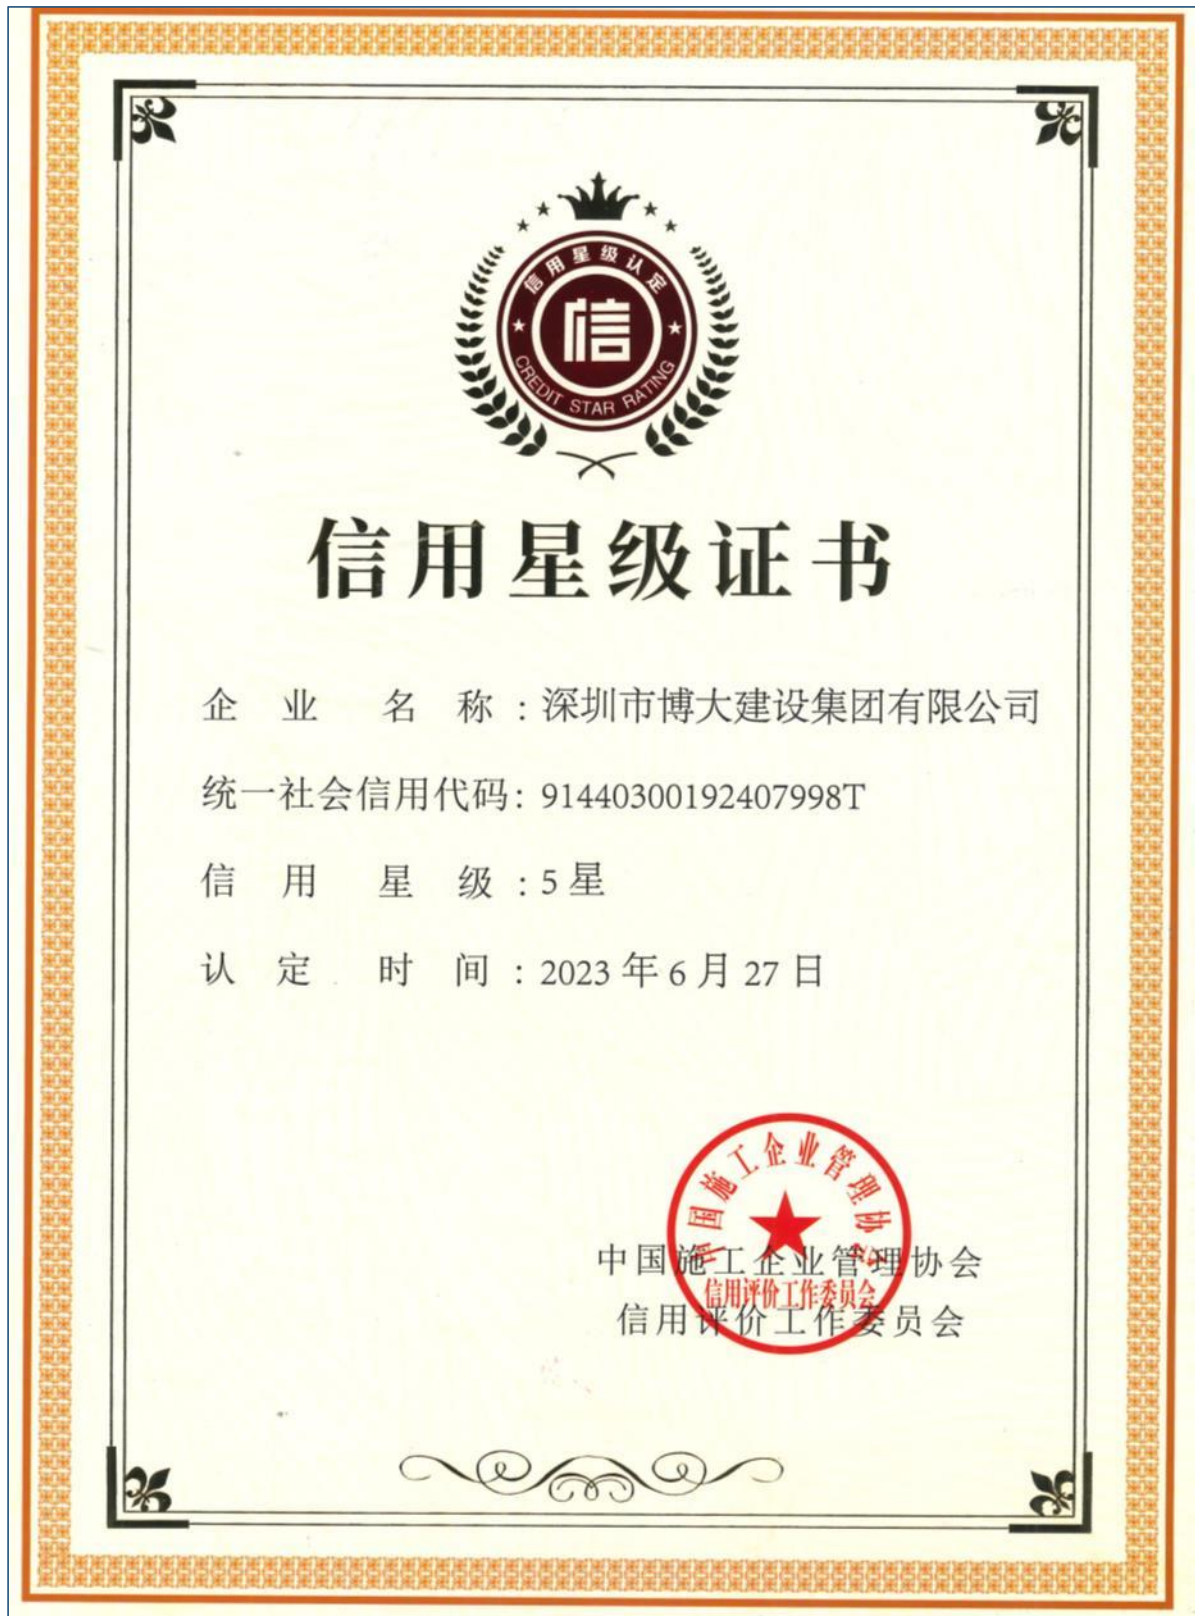 信用星级认定
信
CREDIT STAR RATING
信用星级证书
企业名称：深圳市博大建设集团有限公司
统一社会信用代码：91440300192407998T
信用星级：5星
认定时间：2023年6月27日
中国施工企业管理协会
信用评价工作委员会
中国施工企业管理协会
信用评价工作委员会